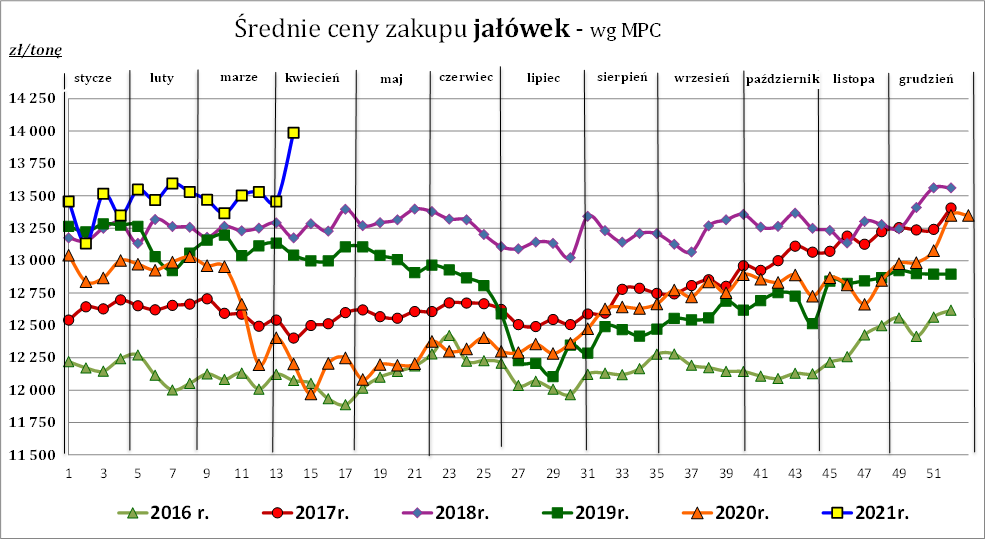 Średnie ceny zakupu jałówek - wg MPC
zł/tonę
stycze luty marze kwiecień maj czerwiec lipiec sierpień wrzesień październik listopa grudzień
14 250
14 000
13 750
13 500
13 250
13 000
12 750
12 500
12 250
12 000
11 750
11 500
1 3 5 7 9 11 13 15 17 19 21 23 25 27 29 31 33 35 37 39 41 43 45 47 49 51
2016 r. 2017r. 2018r. 2019r. 2020r. 2021r.